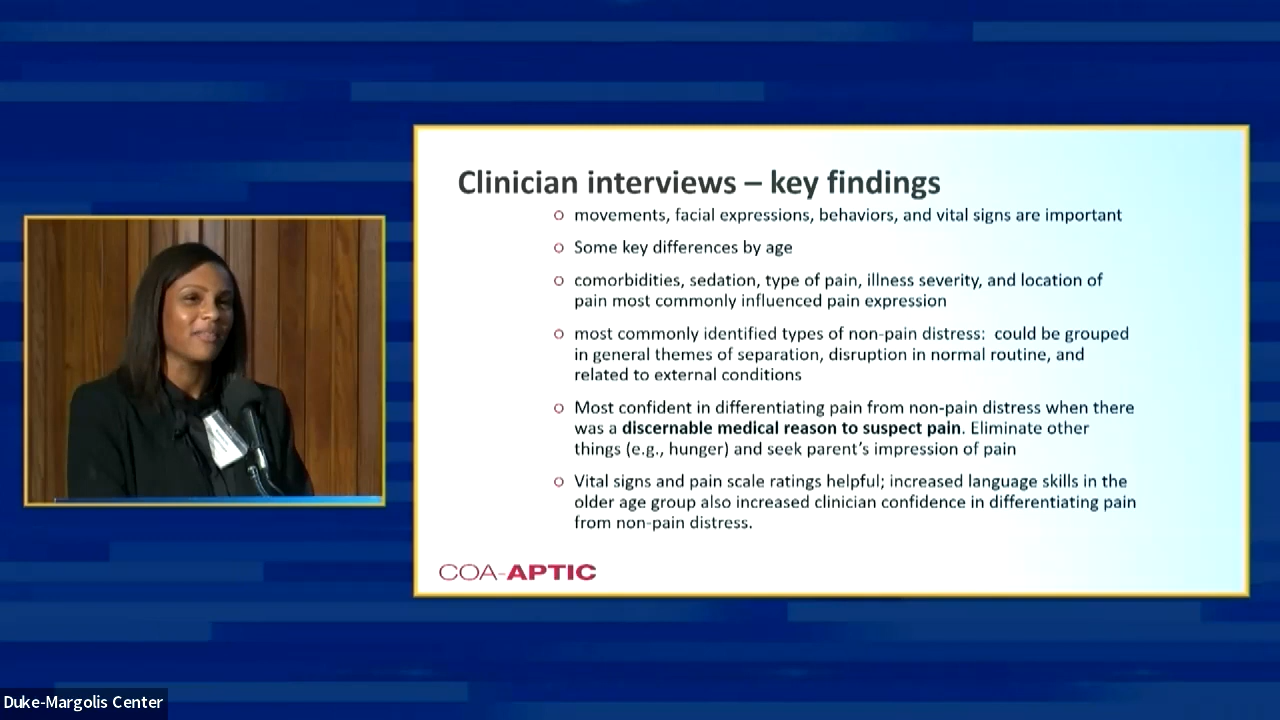 Clinician interviews – key findings
○ movements, facial expressions, behaviors, and vital signs are important
○ Some key differences by age
○ comorbidities, sedation, type of pain, illness severity, and location of
pain most commonly influenced pain expression
○ most commonly identified types of non-pain distress: could be grouped
in general themes of separation, disruption in normal routine, and
related to external conditions
○ Most confident in differentiating pain from non-pain distress when there
was a discernable medical reason to suspect pain. Eliminate other
things (e.g., hunger) and seek parent's impression of pain
○ Vital signs and pain scale ratings helpful; increased language skills in the
older age group also increased clinician confidence in differentiating pain
from non-pain distress.
COA-APTIC
Duke-Margolis Center